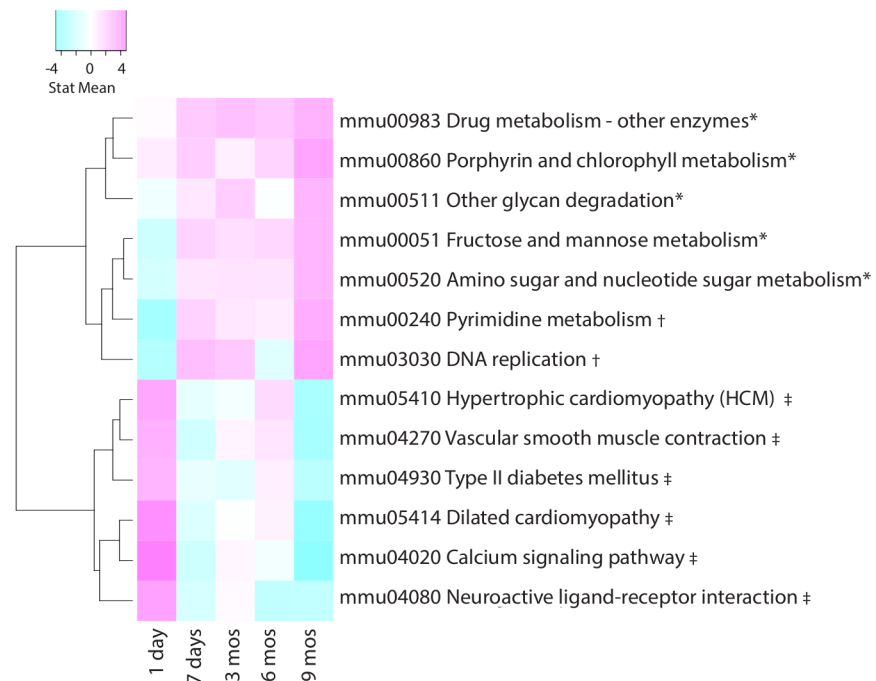 -4 0 4
Stat Mean
mmu00983 Drug metabolism - other enzymes*
mmu00860 Porphyrin and chlorophyll metabolism*
mmu00511 Other glycan degradation*
mmu00051 Fructose and mannose metabolism*
mmu00520 Amino sugar and nucleotide sugar metabolism*
mmu00240 Pyrimidine metabolism †
mmu03030 DNA replication †
mmu05410 Hypertrophic cardiomyopathy (HCM) ‡
mmu04270 Vascular smooth muscle contraction ‡
mmu04930 Type II diabetes mellitus ‡
mmu05414 Dilated cardiomyopathy ‡
mmu04020 Calcium signaling pathway ‡
mmu04080 Neuroactive ligand-receptor interaction ‡
1 day
7 days
3 mos
6 mos
9 mos